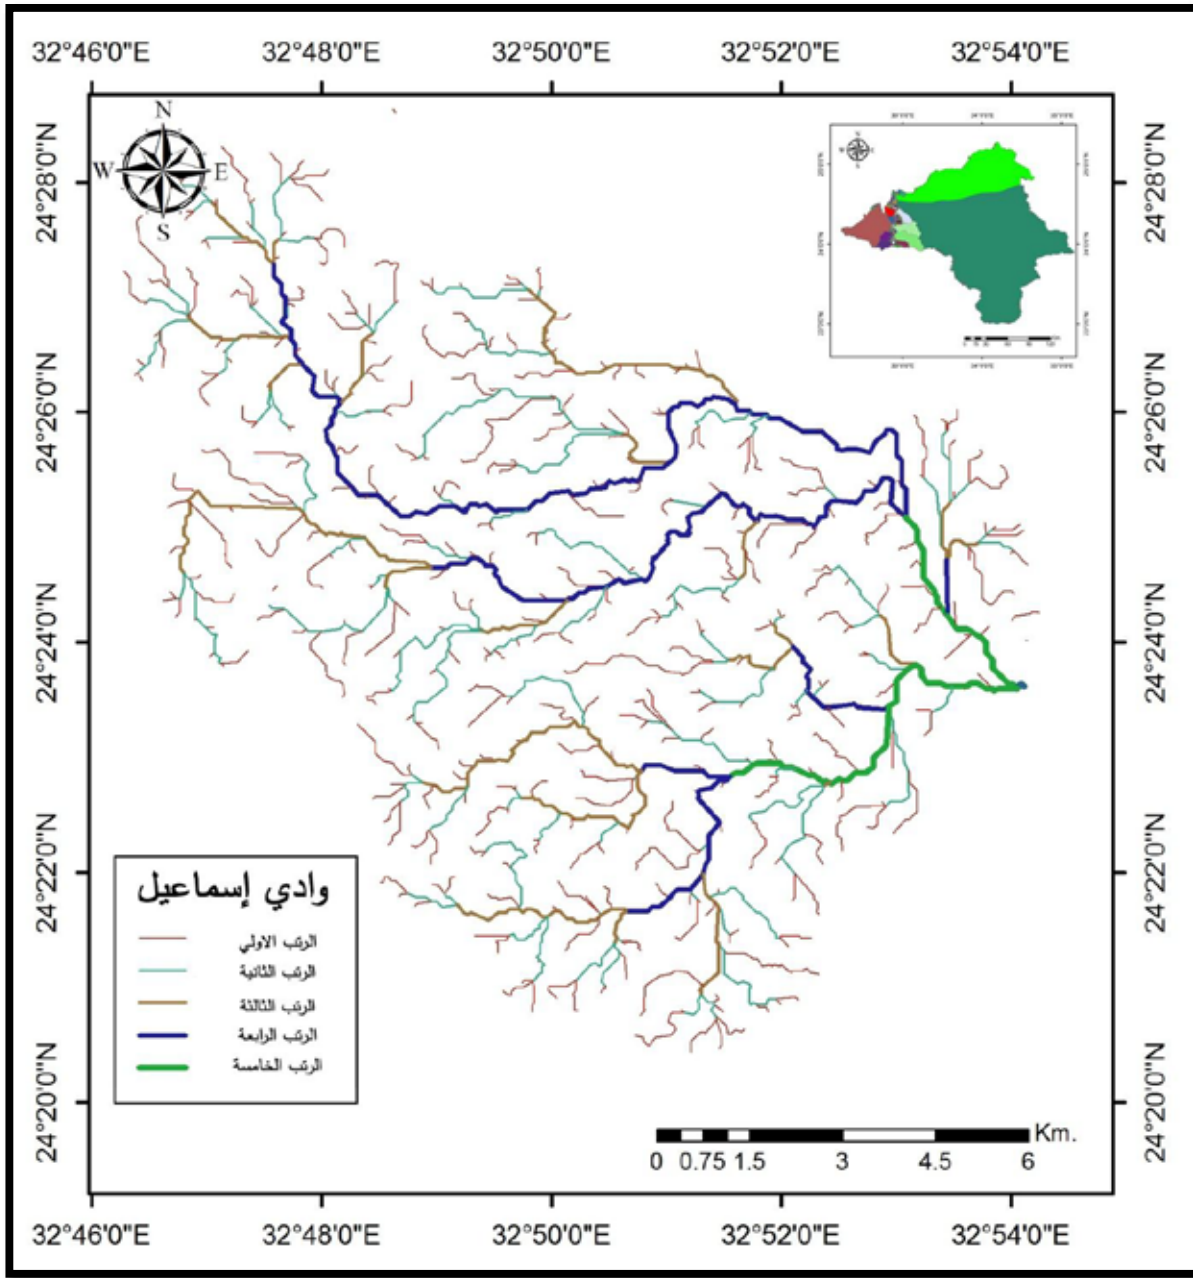 32°46'0"E 32°48'0"E 32°50'0"E 32°52'0"E 32°54'0"E
N
W E
S
24°28'0"N 24°28'0"N
24°26'0"N 24°26'0"N
24°24'0"N 24°24'0"N
24°22'0"N 24°22'0"N
24°20'0"N 24°20'0"N
وادي إسماعيل
الرتب الاولي
الرتب الثانية
الرتب الثالثة
الرتب الرابعة
الرتب الخامسة
Km.
0 0.75 1.5 3 4.5 6
32°46'0"E 32°48'0"E 32°50'0"E 32°52'0"E 32°54'0"E